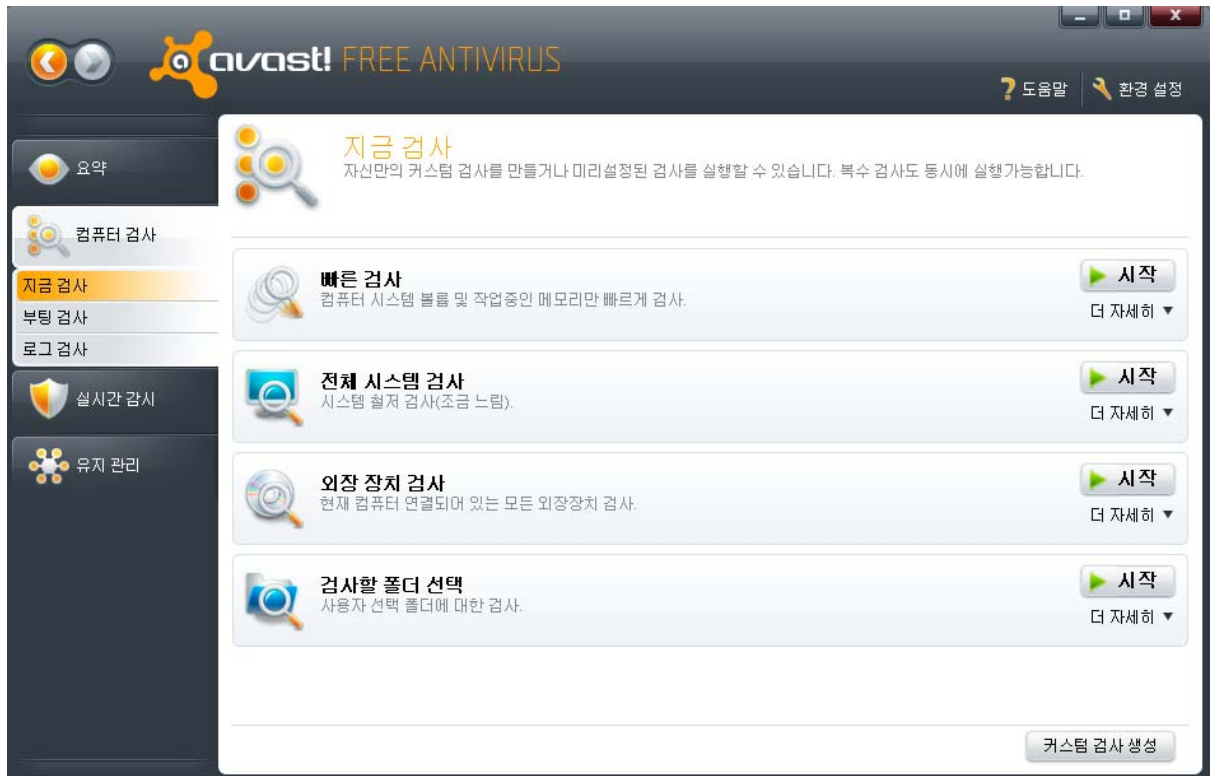 avast! FREE ANTIVIRUS
도움말
환경 설정
요약
컴퓨터 검사
지금 검사
부팅 검사
로그 검사
실시간 감시
유지 관리
지금 검사
자신만의 커스텀 검사를 만들거나 미리설정된 검사를 실행할 수 있습니다. 복수 검사도 동시에 실행가능합니다.
빠른 검사
컴퓨터 시스템 볼륨 및 작업중인 메모리만 빠르게 검사.
시작
더 자세히
전체 시스템 검사
시스템 철저 검사(조금 느림).
시작
더 자세히
외장 장치 검사
현재 컴퓨터 연결되어 있는 모든 외장장치 검사.
시작
더 자세히
검사할 폴더 선택
사용자 선택 폴더에 대한 검사.
시작
더 자세히
커스텀 검사 생성